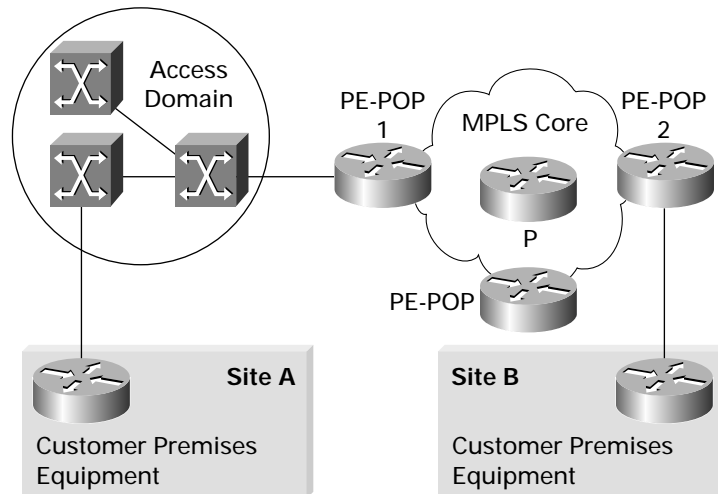 Access
Domain
PE-POP
1
MPLS Core
PE-POP
2
P
PE-POP
Site A
Customer Premises
Equipment
Site B
Customer Premises
Equipment